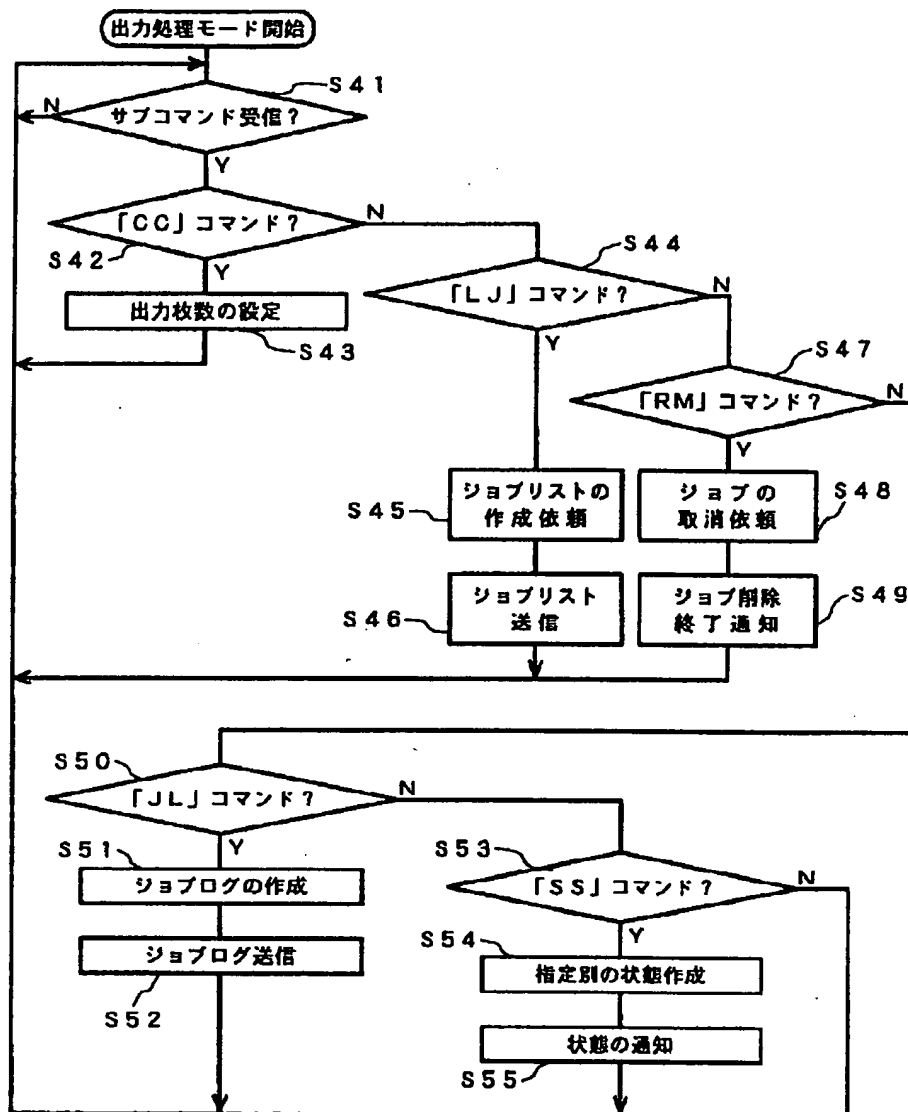 出力処理モード開始
S41
N
サブコマンド受信?
Y
「CC」コマンド?
N
S42
Y
S44
「LJ」コマンド?
N
出力枚数の設定
S43
Y
S47
「RM」コマンド?
N
Y
S45
ジョブリストの
作成依頼
ジョブの
取消依頼
S48
S46
ジョブリスト
送信
ジョブ削除
終了通知
S49
S50
「JL」コマンド?
N
Y
S51
ジョブログの作成
S53
「SS」コマンド?
N
Y
ジョブログ送信
S52
S54
指定別の状態作成
状態の通知
S55